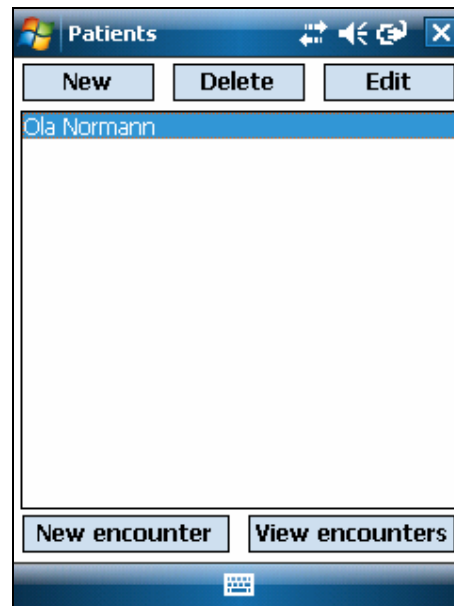 Patients
New Delete Edit
Ola Normann
New encounter View encounters